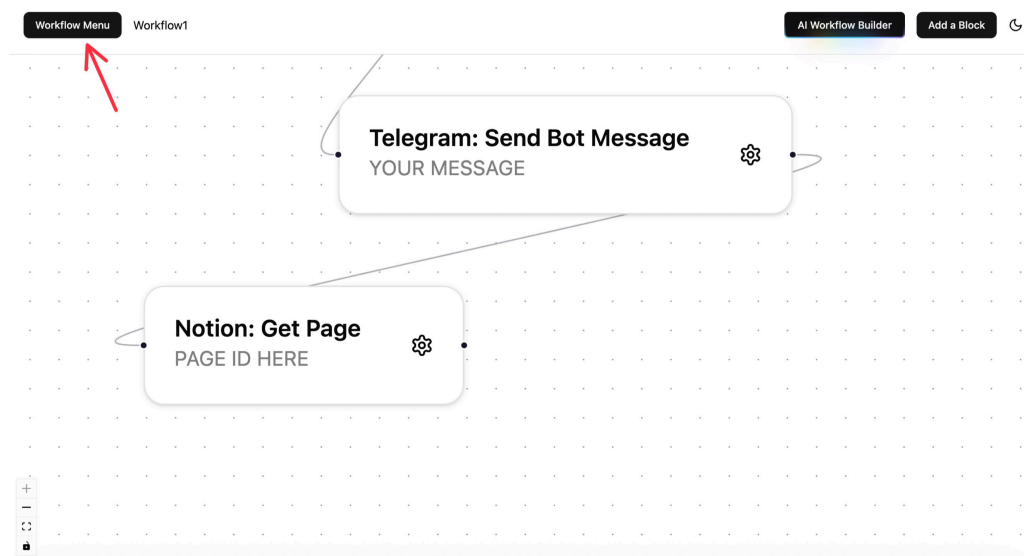 Workflow Menu
Workflow1
AI Workflow Builder
Add a Block
Telegram: Send Bot Message
YOUR MESSAGE
Notion: Get Page
PAGE ID HERE